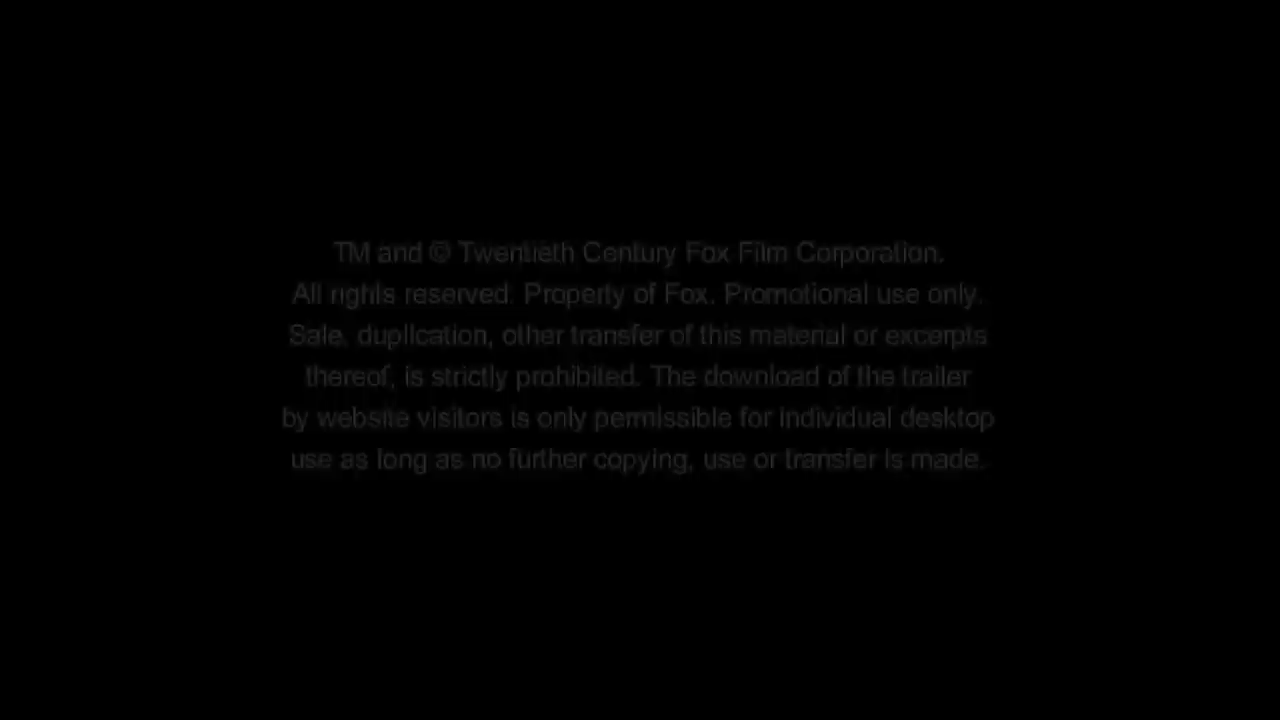 TM and © Twentieth Century Fox Film Corporation.
All rights reserved. Property of Fox. Promotional use only.
Sale, duplication, other transfer of this material or excerpts
thereof, is strictly prohibited. The download of the trailer
by website visitors is only permissible for individual desktop
use as long as no further copying, use or transfer is made.